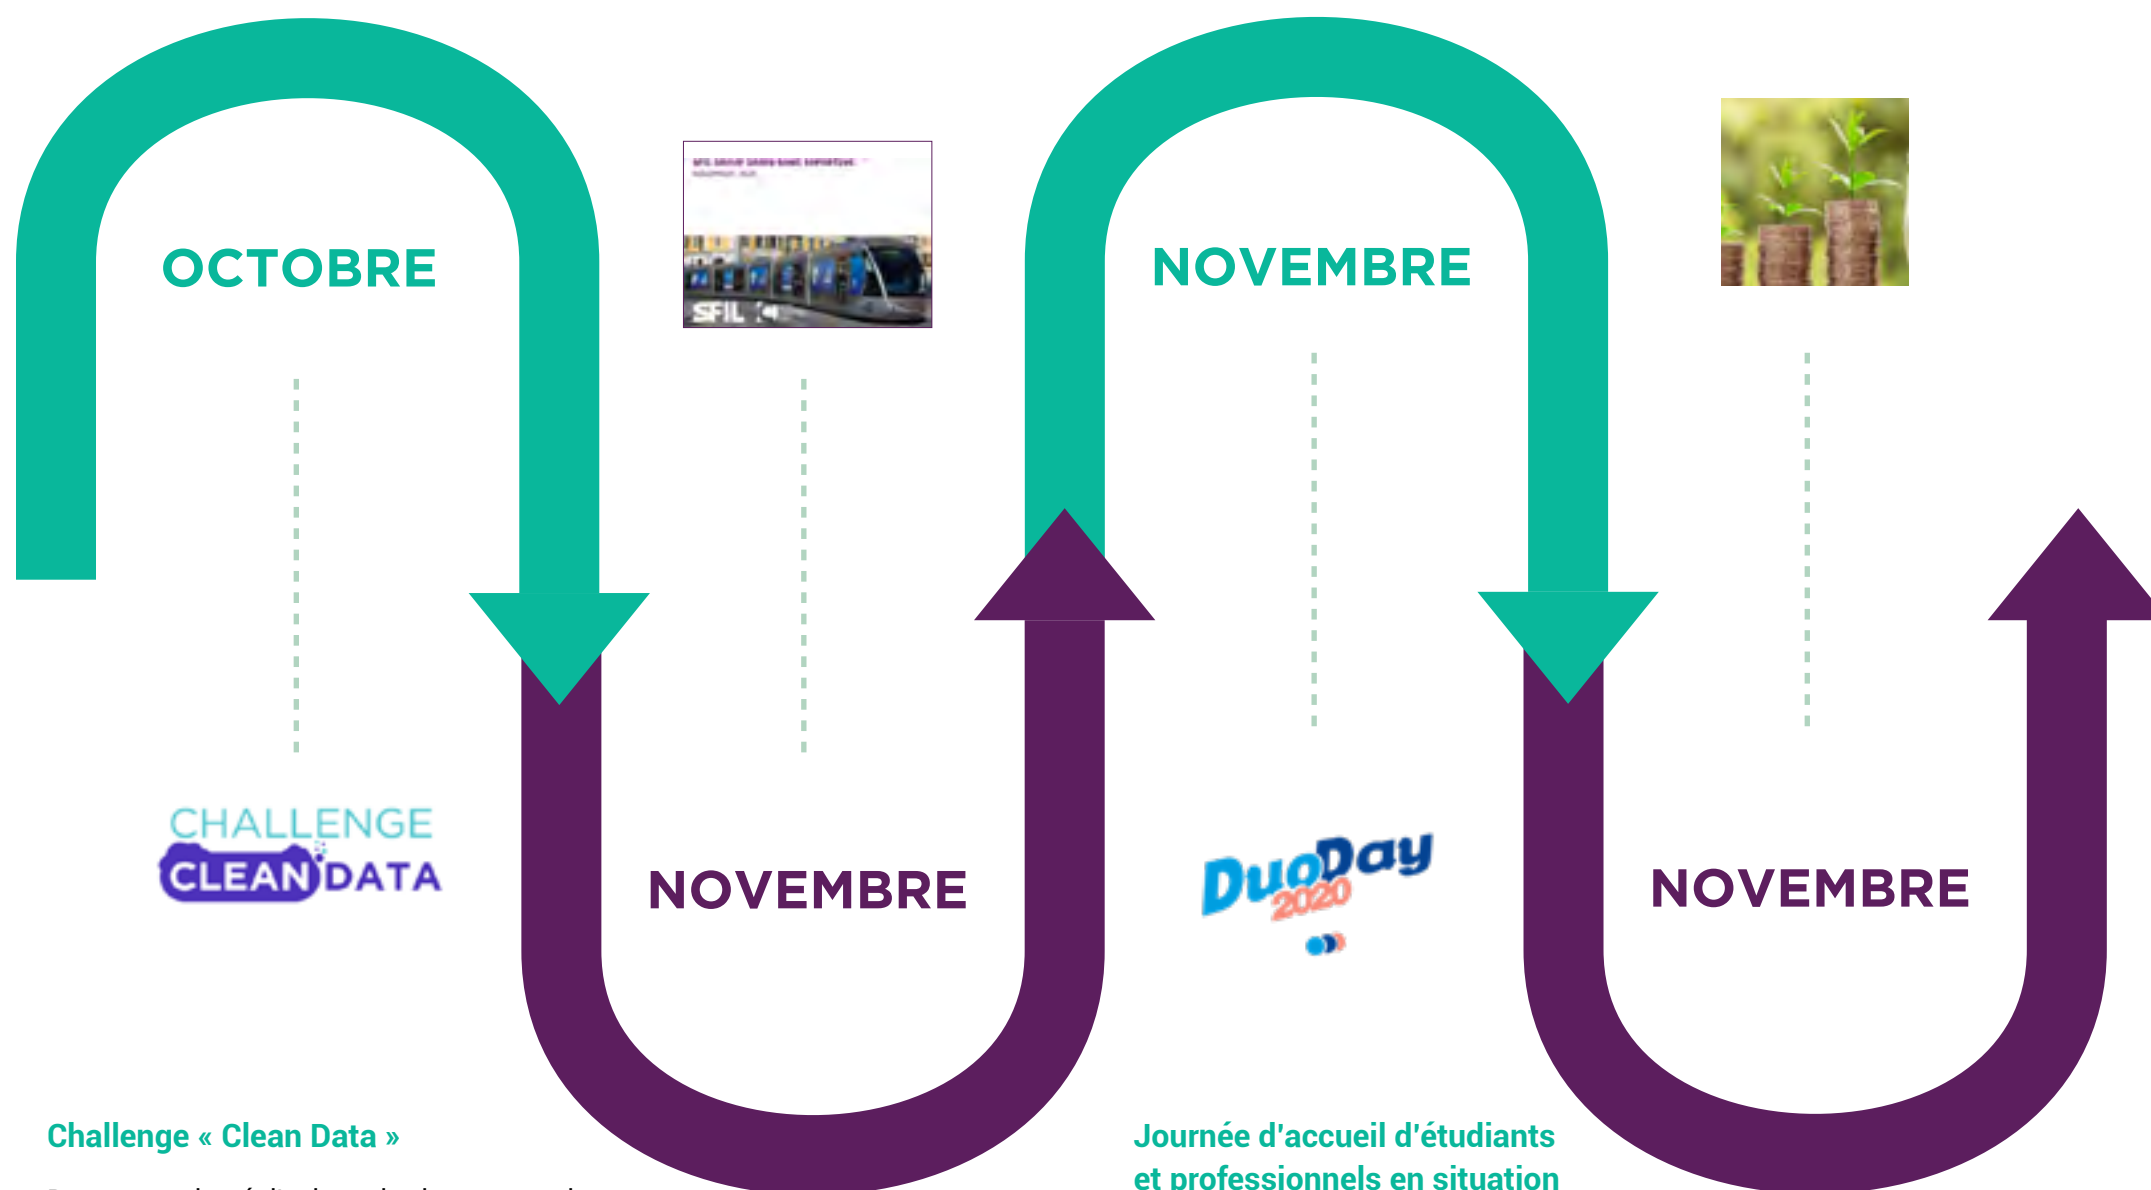 OCTOBRE
NOVEMBRE
SFIL
CHALLENGE
CLEAN DATA
NOVEMBRE
DuoDay
2020
NOVEMBRE
Challenge « Clean Data »
Journée d'accueil d'étudiants
et professionnels en situation